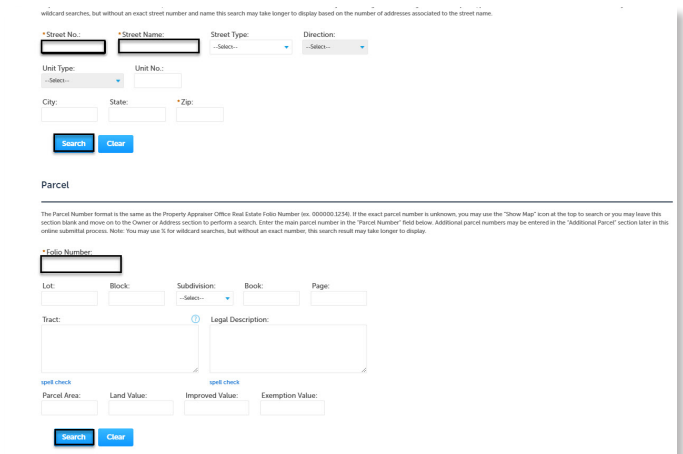 wildcard searches, but without an exact street number and name this search may take longer to display based on the number of addresses associated to the street name.
*Street No.: *Street Name: Street Type: Direction:
--Select-- --Select--
Unit Type: Unit No.:
--Select--
City: State: *Zip:
Search Clear
Parcel
The Parcel Number format is the same as the Property Appraiser Office Real Estate Folio Number (ex. 000000.1234). If the exact parcel number is unknown, you may use the "Show Map" icon at the top to search or you may leave this
section blank and move on to the Owner or Address section to perform a search. Enter the main parcel number in the "Parcel Number" field below. Additional parcel numbers may be entered in the "Additional Parcel" section later in this
online submittal process. Note: You may use % for wildcard searches, but without an exact number, this search result may take longer to display.
*Folio Number:
Lot: Block: Subdivision: Book: Page:
--Select--
Tract: ? Legal Description:
spell check spell check
Parcel Area: Land Value: Improved Value: Exemption Value:
Search Clear